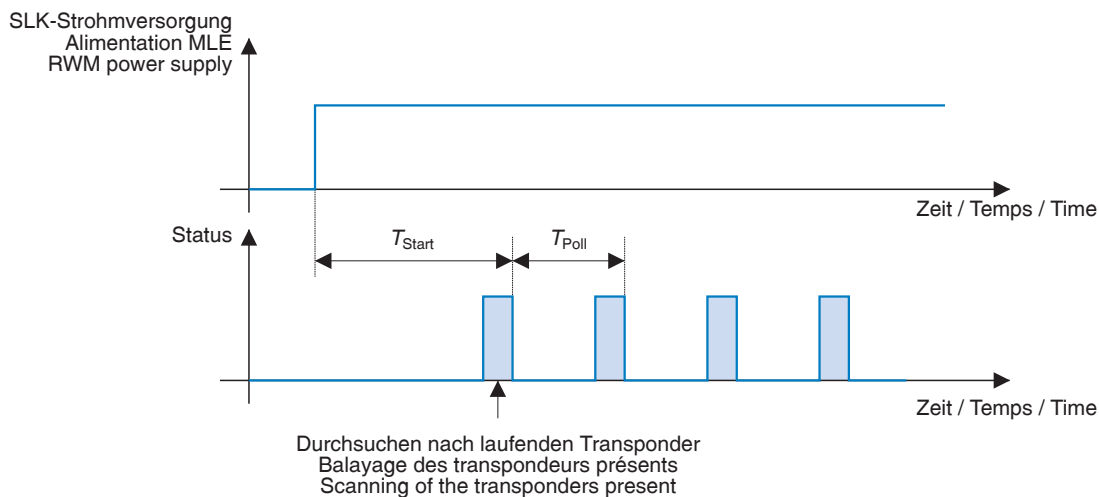 SLK-Strohmversorgung
Alimentation MLE
RWM power supply
Zeit / Temps / Time
Status
TStart
TPoll
Zeit / Temps / Time
Durchsuchen nach laufenden Transponder
Balayage des transpondeurs présents
Scanning of the transponders present